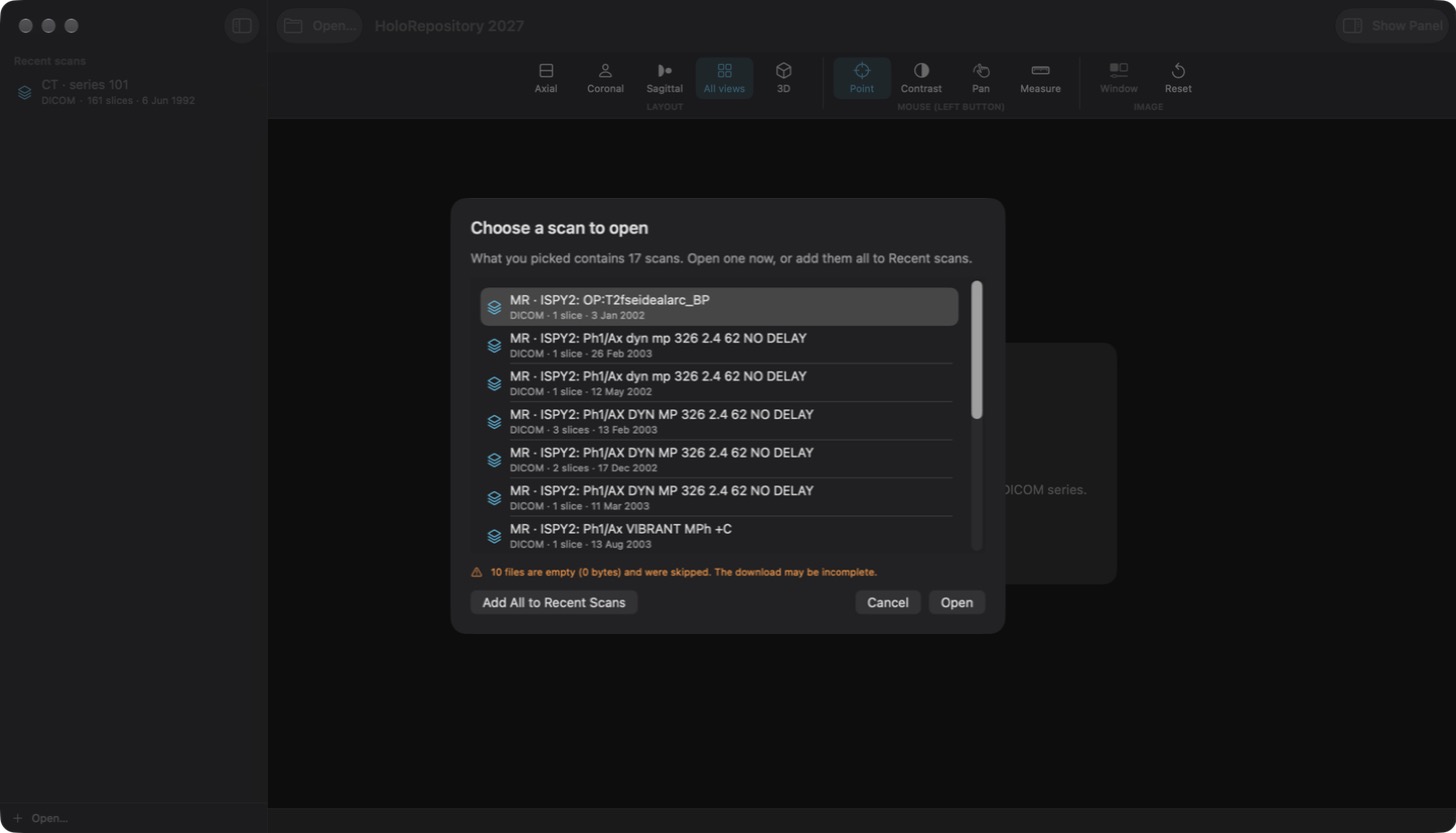 Open...
HoloRepository 2027
Show Panel
Recent scans
CT · series 101
DICOM · 161 slices · 6 Jun 1992
Axial
Coronal
Sagittal
All views
3D
LAYOUT
Point
Contrast
Pan
Measure
MOUSE (LEFT BUTTON)
Window
Reset
IMAGE
Choose a scan to open
What you picked contains 17 scans. Open one now, or add them all to Recent scans.
MR · ISPY2: OP:T2fseidealarc_BP
DICOM · 1 slice · 3 Jan 2002
MR · ISPY2: Ph1/Ax dyn mp 326 2.4 62 NO DELAY
DICOM · 1 slice · 26 Feb 2003
MR · ISPY2: Ph1/Ax dyn mp 326 2.4 62 NO DELAY
DICOM · 1 slice · 12 May 2002
MR · ISPY2: Ph1/AX DYN MP 326 2.4 62 NO DELAY
DICOM · 3 slices · 13 Feb 2003
MR · ISPY2: Ph1/AX DYN MP 326 2.4 62 NO DELAY
DICOM · 2 slices · 17 Dec 2002
MR · ISPY2: Ph1/AX DYN MP 326 2.4 62 NO DELAY
DICOM · 1 slice · 11 Mar 2003
MR · ISPY2: Ph1/Ax VIBRANT MPh +C
DICOM · 1 slice · 13 Aug 2003
DICOM series.
10 files are empty (0 bytes) and were skipped. The download may be incomplete.
Add All to Recent Scans
Cancel
Open
+ Open...